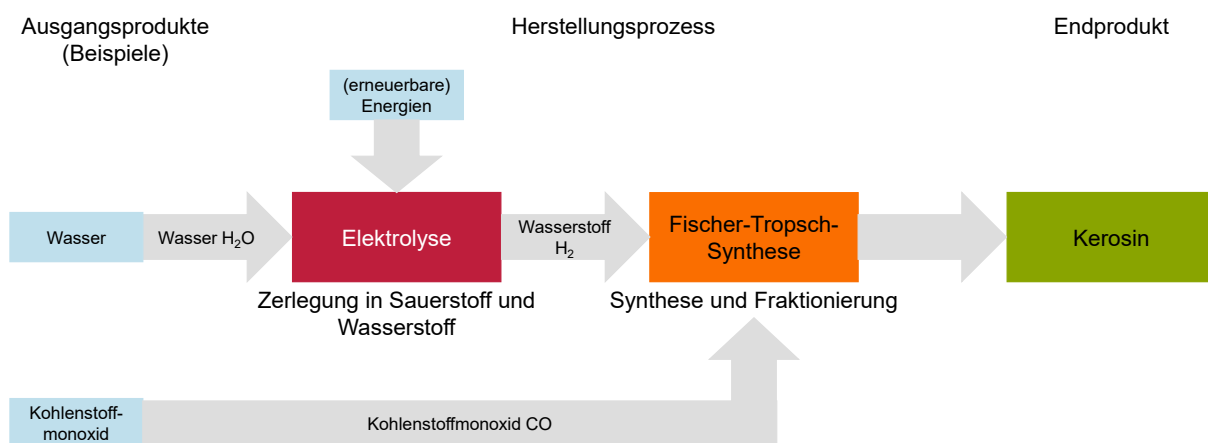 Ausgangsprodukte
(Beispiele)
Herstellungsprozess
Endprodukt
(erneuerbare)
Energien
Wasser
Wasser H₂O
Elektrolyse
Wasserstoff
H₂
Fischer-Tropsch-
Synthese
Kerosin
Zerlegung in Sauerstoff und
Wasserstoff
Synthese und Fraktionierung
Kohlenstoff-
monoxid
Kohlenstoffmonoxid CO